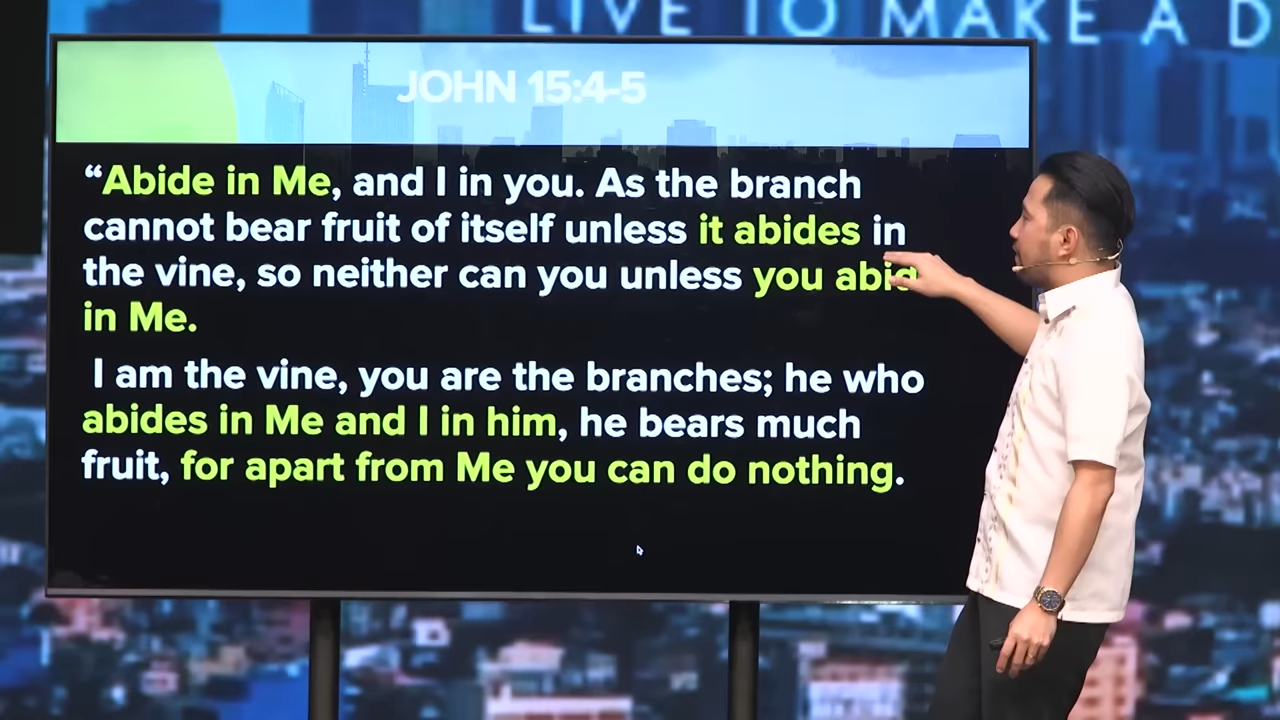 LIVE TO MAKE A D
JOHN 15:4-5
“Abide in Me, and I in you. As the branch
cannot bear fruit of itself unless it abides in
the vine, so neither can you unless you abid
in Me.
I am the vine, you are the branches; he who
abides in Me and I in him, he bears much
fruit, for apart from Me you can do nothing.